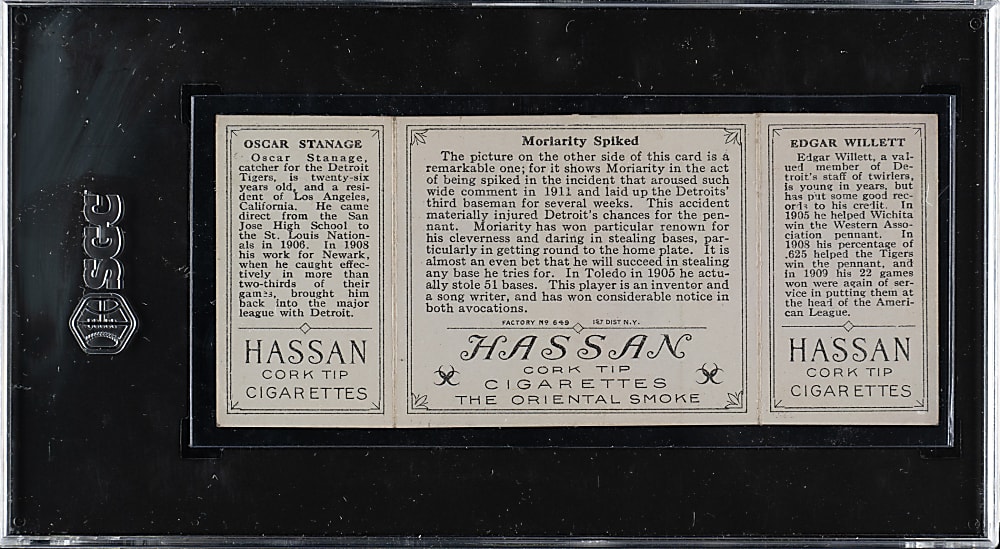 SGC
OSCAR STANAGE
Oscar Stanage,
catcher for the Detroit
Tigers, is twenty-six
years old, and a resi-
dent of Los Angeles,
California. He came
direct from the San
Jose High School to
the St. Louis Nation-
als in 1906. In 1908
his work for Newark,
when he caught effec-
tively in more than
two-thirds of their
games, brought him
back into the major
league with Detroit.
HASSAN
CORK TIP
CIGARETTES
Moriarity Spiked
The picture on the other side of this card is a
remarkable one; for it shows Moriarity in the act
of being spiked in the incident that aroused such
wide comment in 1911 and laid up the Detroits'
third baseman for several weeks. This accident
materially injured Detroit's chances for the pen-
nant. Moriarity has won particular renown for
his cleverness and daring in stealing bases, par-
ticularly in getting round to the home plate. It is
almost an even bet that he will succeed in stealing
any base he tries for. In Toledo in 1905 he actu-
ally stole 51 bases. This player is an inventor and
a song writer, and has won considerable notice in
both avocations.
FACTORY Nº 649 1ST DIST N.Y.
HASSAN
CORK TIP
CIGARETTES
THE ORIENTAL SMOKE
EDGAR WILLETT
Edgar Willett, a val-
ued member of De-
troit's staff of twirlers,
is young in years, but
has put some good rec-
ords to his credit. In
1905 he helped Wichita
win the Western Asso-
ciation pennant. In
1908 his percentage of
.625 helped the Tigers
win the pennant, and
in 1909 his 22 games
won were again of ser-
vice in putting them at
the head of the Ameri-
can League.
HASSAN
CORK TIP
CIGARETTES